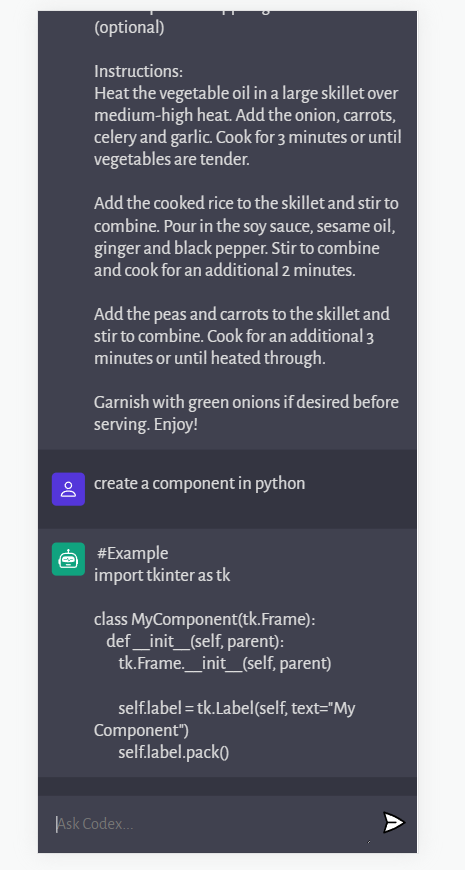 (optional)
Instructions:
Heat the vegetable oil in a large skillet over
medium-high heat. Add the onion, carrots,
celery and garlic. Cook for 3 minutes or until
vegetables are tender.
Add the cooked rice to the skillet and stir to
combine. Pour in the soy sauce, sesame oil,
ginger and black pepper. Stir to combine
and cook for an additional 2 minutes.
Add the peas and carrots to the skillet and
stir to combine. Cook for an additional 3
minutes or until heated through.
Garnish with green onions if desired before
serving. Enjoy!
create a component in python
#Example
import tkinter as tk
class MyComponent(tk.Frame):
def __init__(self, parent):
tk.Frame.__init__(self, parent)
self.label = tk.Label(self, text="My
Component")
self.label.pack()
Ask Codex...